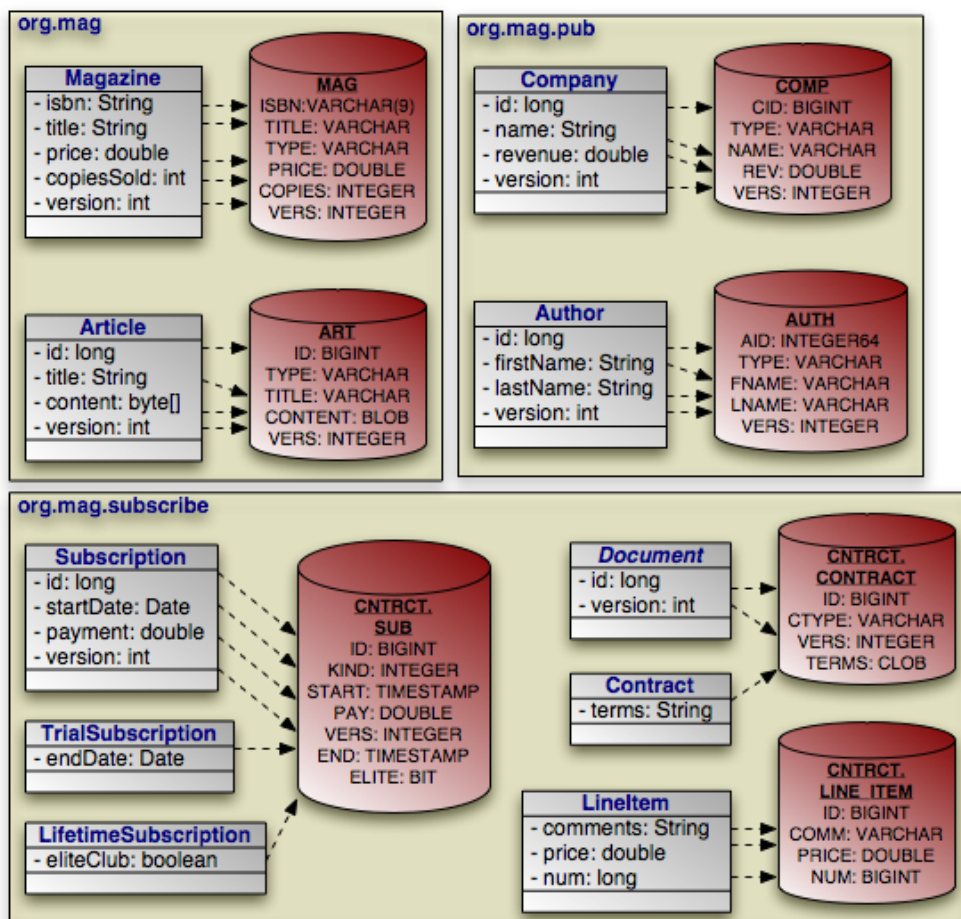 org.mag
Magazine
- isbn: String
- title: String
- price: double
- copiesSold: int
- version: int
MAG
ISBN:VARCHAR(9)
TITLE: VARCHAR
TYPE: VARCHAR
PRICE: DOUBLE
COPIES: INTEGER
VERS: INTEGER
Article
- id: long
- title: String
- content: byte[]
- version: int
ART
ID: BIGINT
TYPE: VARCHAR
TITLE: VARCHAR
CONTENT: BLOB
VERS: INTEGER
org.mag.pub
Company
- id: long
- name: String
- revenue: double
- version: int
COMP
CID: BIGINT
TYPE: VARCHAR
NAME: VARCHAR
REV: DOUBLE
VERS: INTEGER
Author
- id: long
- firstName: String
- lastName: String
- version: int
AUTH
AID: INTEGER64
TYPE: VARCHAR
FNAME: VARCHAR
LNAME: VARCHAR
VERS: INTEGER
org.mag.subscribe
Subscription
- id: long
- startDate: Date
- payment: double
- version: int
TrialSubscription
- endDate: Date
LifetimeSubscription
- eliteClub: boolean
CNTRCT.
SUB
ID: BIGINT
KIND: INTEGER
START: TIMESTAMP
PAY: DOUBLE
VERS: INTEGER
END: TIMESTAMP
ELITE: BIT
Document
- id: long
- version: int
Contract
- terms: String
CNTRCT.
CONTRACT
ID: BIGINT
CTYPE: VARCHAR
VERS: INTEGER
TERMS: CLOB
LineItem
- comments: String
- price: double
- num: long
CNTRCT.
LINE_ITEM
ID: BIGINT
COMM: VARCHAR
PRICE: DOUBLE
NUM: BIGINT